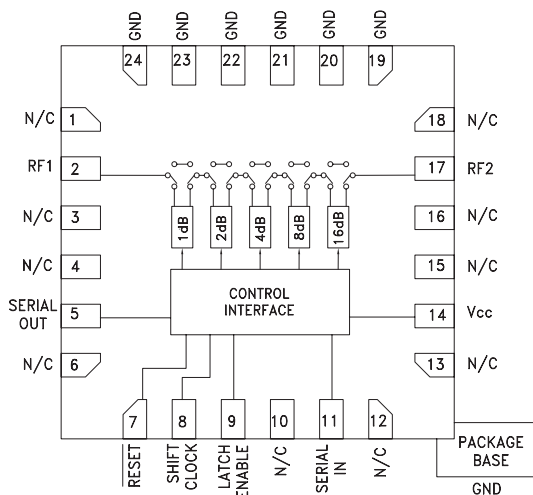 GND
GND
GND
GND
GND
GND
24
23
22
21
20
19
N/C
1
18
N/C
RF1
2
17
RF2
N/C
3
1dB
2dB
4dB
8dB
16dB
16
N/C
N/C
4
15
N/C
SERIAL
OUT
5
CONTROL
INTERFACE
14
Vcc
N/C
6
13
N/C
7
8
9
10
11
12
RESET
SHIFT
CLOCK
LATCH
ENABLE
N/C
SERIAL
IN
N/C
PACKAGE
BASE
GND